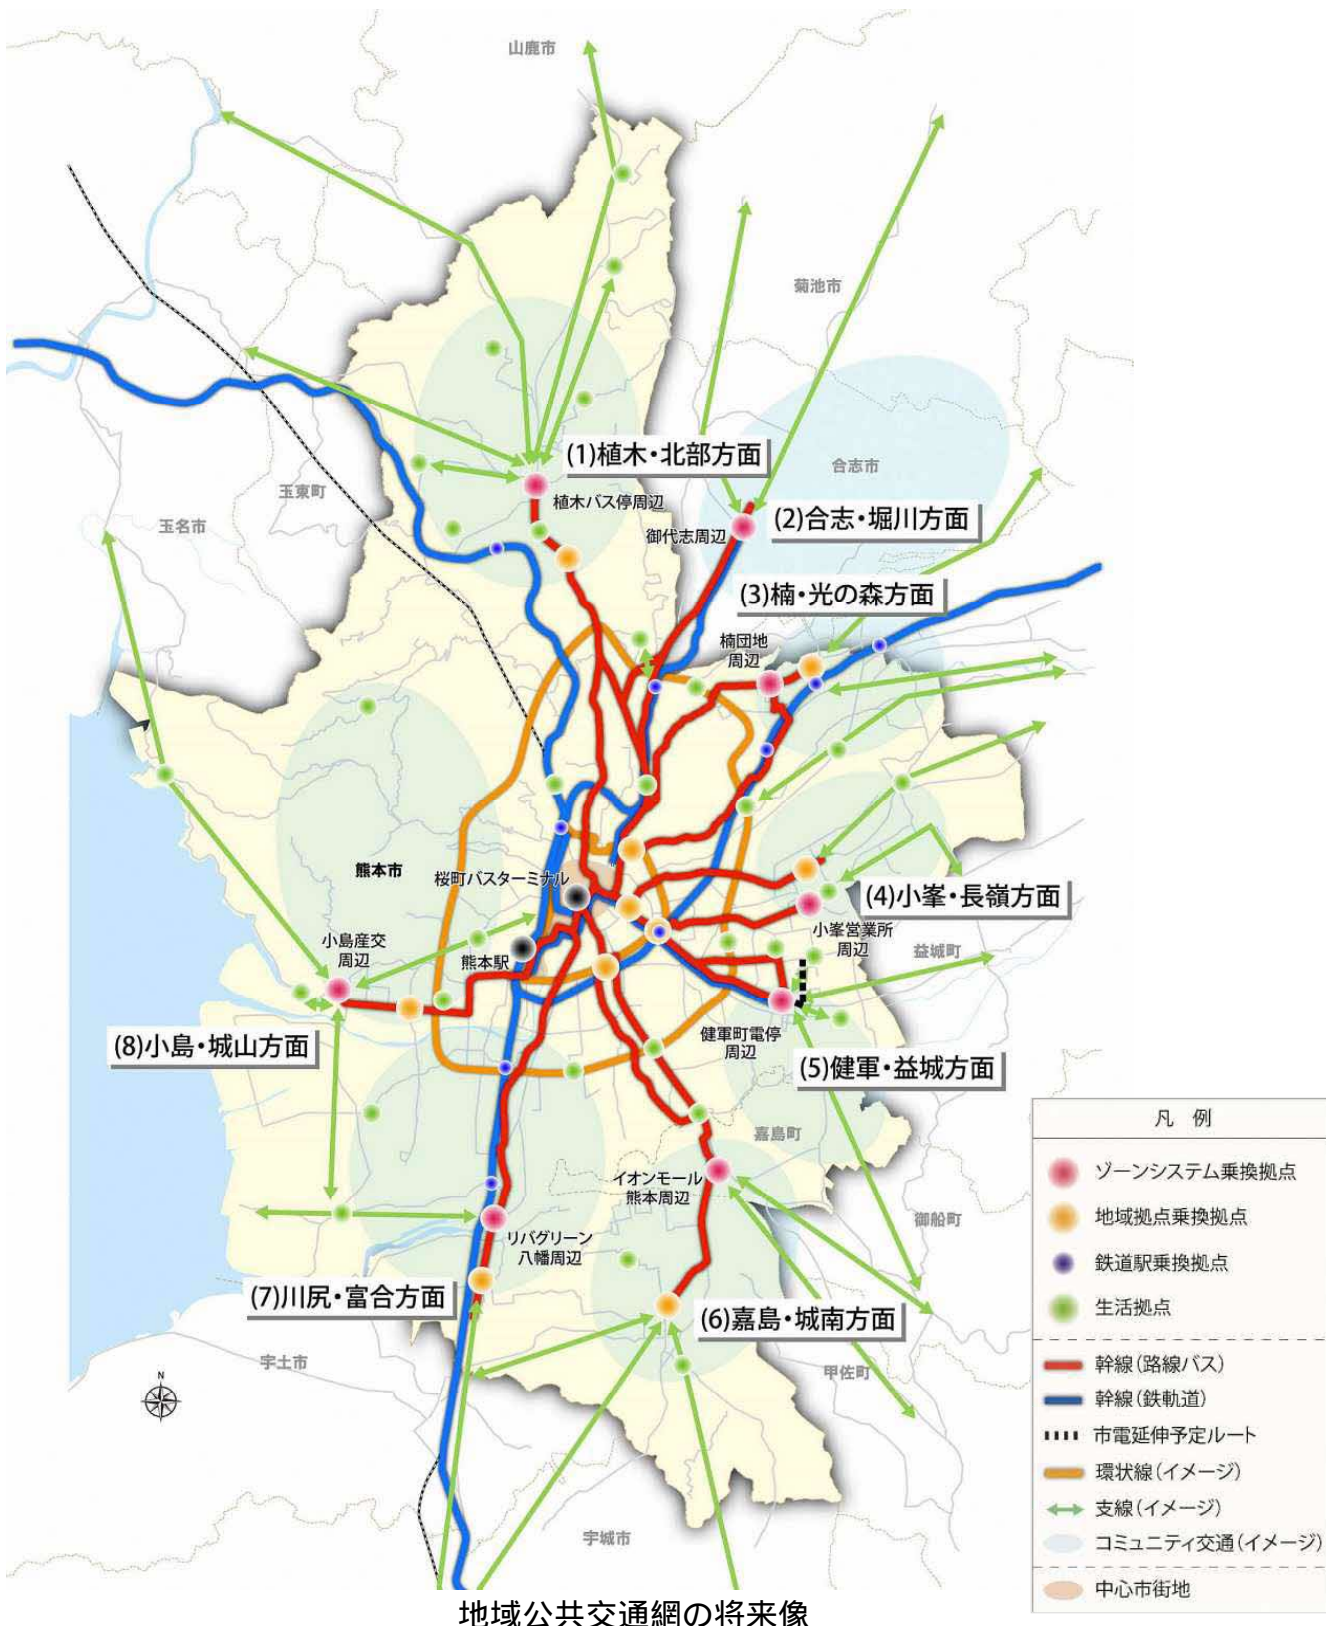 山鹿市
菊池市
(1)植木・北部方面
合志市
玉東町
植木バス停周辺
玉名市
御代志周辺
(2)合志・堀川方面
(3)楠・光の森方面
楠団地
周辺
熊本市
桜町バスターミナル
(4)小峯・長嶺方面
小島産交
周辺
熊本駅
小峯営業所
周辺
益城町
(8)小島・城山方面
健軍町電停
周辺
(5)健軍・益城方面
嘉島町
イオンモール
熊本周辺
御船町
リバグリーン
八幡周辺
(7)川尻・富合方面
(6)嘉島・城南方面
宇土市
甲佐町
N
宇城市
凡 例
ゾーンシステム乗換拠点
地域拠点乗換拠点
鉄道駅乗換拠点
生活拠点
幹線(路線バス)
幹線(鉄軌道)
市電延伸予定ルート
環状線(イメージ)
支線(イメージ)
コミュニティ交通(イメージ)
中心市街地
地域公共交通網の将来像